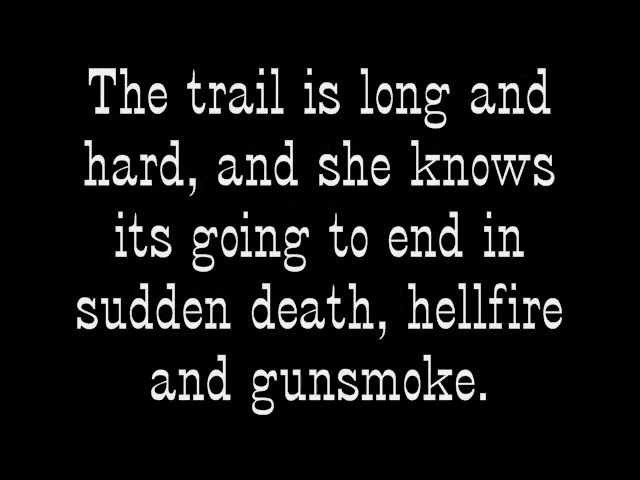 The trail is long and
hard, and she knows
its going to end in
sudden death, hellfire
and gunsmoke.